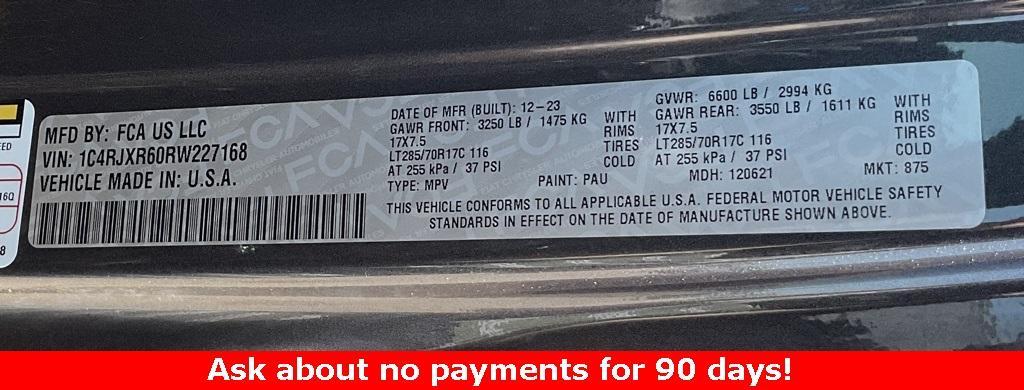 EED
16Q
8
MFD BY: FCA US LLC
VIN: 1C4RJXR60RW227168
VEHICLE MADE IN: U.S.A.
DATE OF MFR (BUILT): 12-23
GAWR FRONT: 3250 LB / 1475 KG WITH
17X7.5 RIMS
LT285/70R17C 116 TIRES
AT 255 kPa / 37 PSI COLD
TYPE: MPV PAINT: PAU
GVWR: 6600 LB / 2994 KG
GAWR REAR: 3550 LB / 1611 KG WITH
17X7.5 RIMS
LT285/70R17C 116 TIRES
AT 255 kPa / 37 PSI COLD
MDH: 120621 MKT: 875
THIS VEHICLE CONFORMS TO ALL APPLICABLE U.S.A. FEDERAL MOTOR VEHICLE SAFETY
STANDARDS IN EFFECT ON THE DATE OF MANUFACTURE SHOWN ABOVE.
Ask about no payments for 90 days!